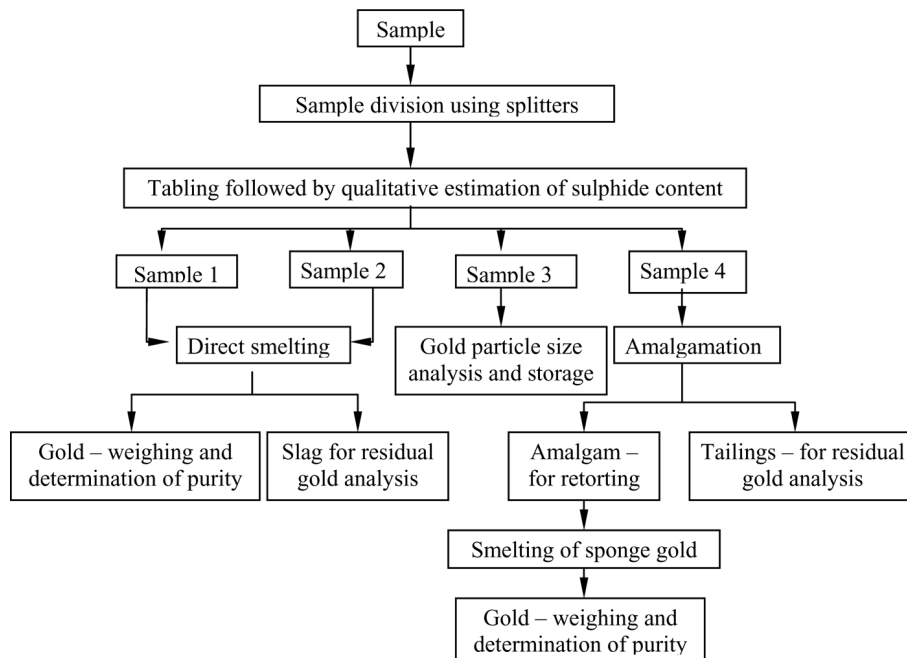 Sample
Sample division using splitters
Tabling followed by qualitative estimation of sulphide content
Sample 1
Sample 2
Sample 3
Sample 4
Direct smelting
Gold particle size
analysis and storage
Amalgamation
Gold – weighing and
determination of purity
Slag for residual
gold analysis
Amalgam –
for retorting
Tailings – for residual
gold analysis
Smelting of sponge gold
Gold – weighing and
determination of purity